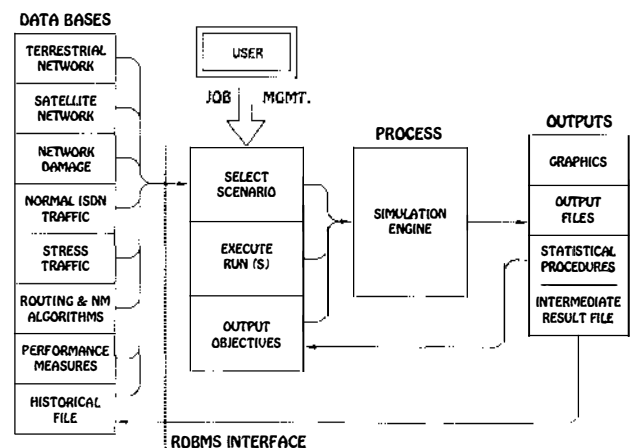 DATA BASES
TERRESTRIAL
NETWORK
SATELLITE
NETWORK
NETWORK
DAMAGE
NORMAL ISDN
TRAFFIC
STRESS
TRAFFIC
ROUTING & NM
ALGORITHMS
PERFORMANCE
MEASURES
HISTORICAL
FILE
USER
JOB MGMT.
SELECT
SCENARIO
EXECUTE
RUN (S)
OUTPUT
OBJECTIVES
PROCESS
SIMULATION
ENGINE
OUTPUTS
GRAPHICS
OUTPUT
FILES
STATISTICAL
PROCEDURES
INTERMEDIATE
RESULT FILE
RDBMS INTERFACE